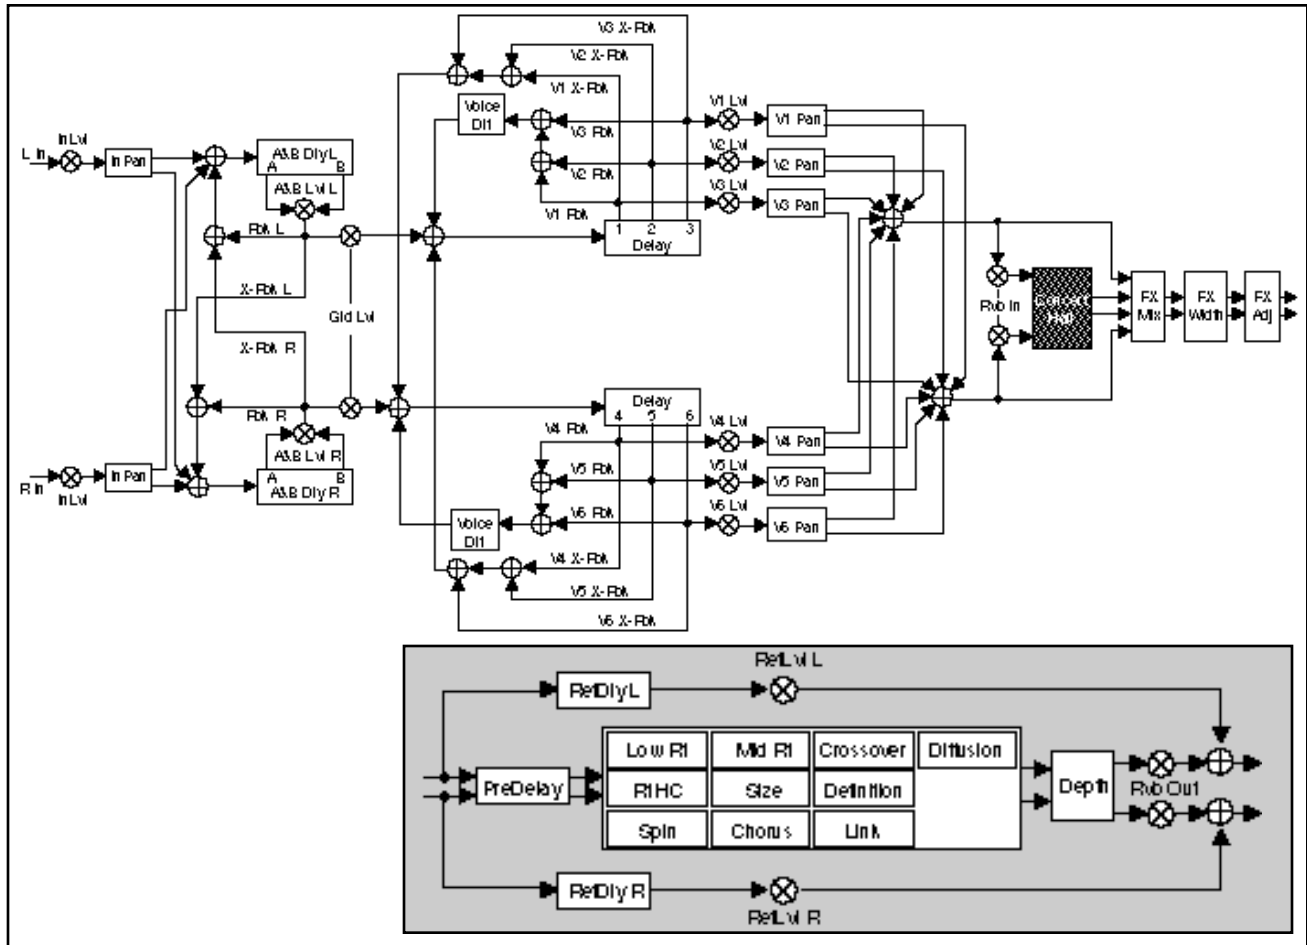 V3 X-Fbk
V2 X-Fbk
V1 X-Fbk
Voice
Dif
V3 Fbk
V2 Fbk
V1 Fbk
V1 Lvl
V1 Pan
V2 Lvl
V2 Pan
V3 Lvl
V3 Pan
1 2 3
Delay
L In
In Lvl
In Pan
A&B Dly L
A B
A&B Lvl L
Fbk L
X-Fbk L
Gld Lvl
X-Fbk R
Fbk R
A&B Lvl R
A B
A&B Dly R
R In
In Lvl
In Pan
Rvb In
Concert
Hall
FX
Mix
FX
Width
FX
Adj
Delay
4 5 6
V4 Fbk
V5 Fbk
V6 Fbk
V4 Lvl
V4 Pan
V5 Lvl
V5 Pan
V6 Lvl
V6 Pan
Voice
Dif
V4 X-Fbk
V5 X-Fbk
V6 X-Fbk
RefLvl L
RefDly L
PreDelay
Low Rt
Mid Rt
Crossover
Diffusion
RtHC
Size
Definition
Spin
Chorus
Link
Depth
Rvb Out
RefDly R
RefLvl R